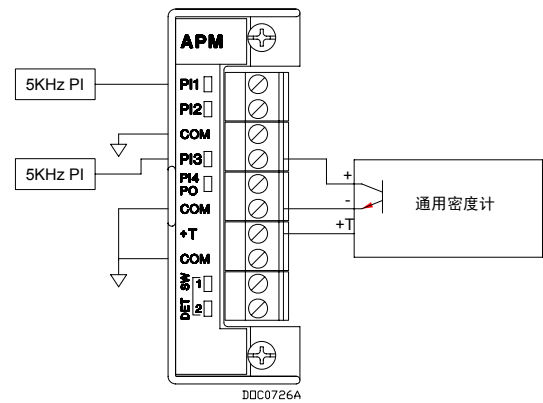 APM
5KHz PI
PI1
PI2
COM
5KHz PI
PI3
PI4
PO
COM
+T
COM
SW
DET
1
2
+
-
+T
通用密度计
DOC0726A